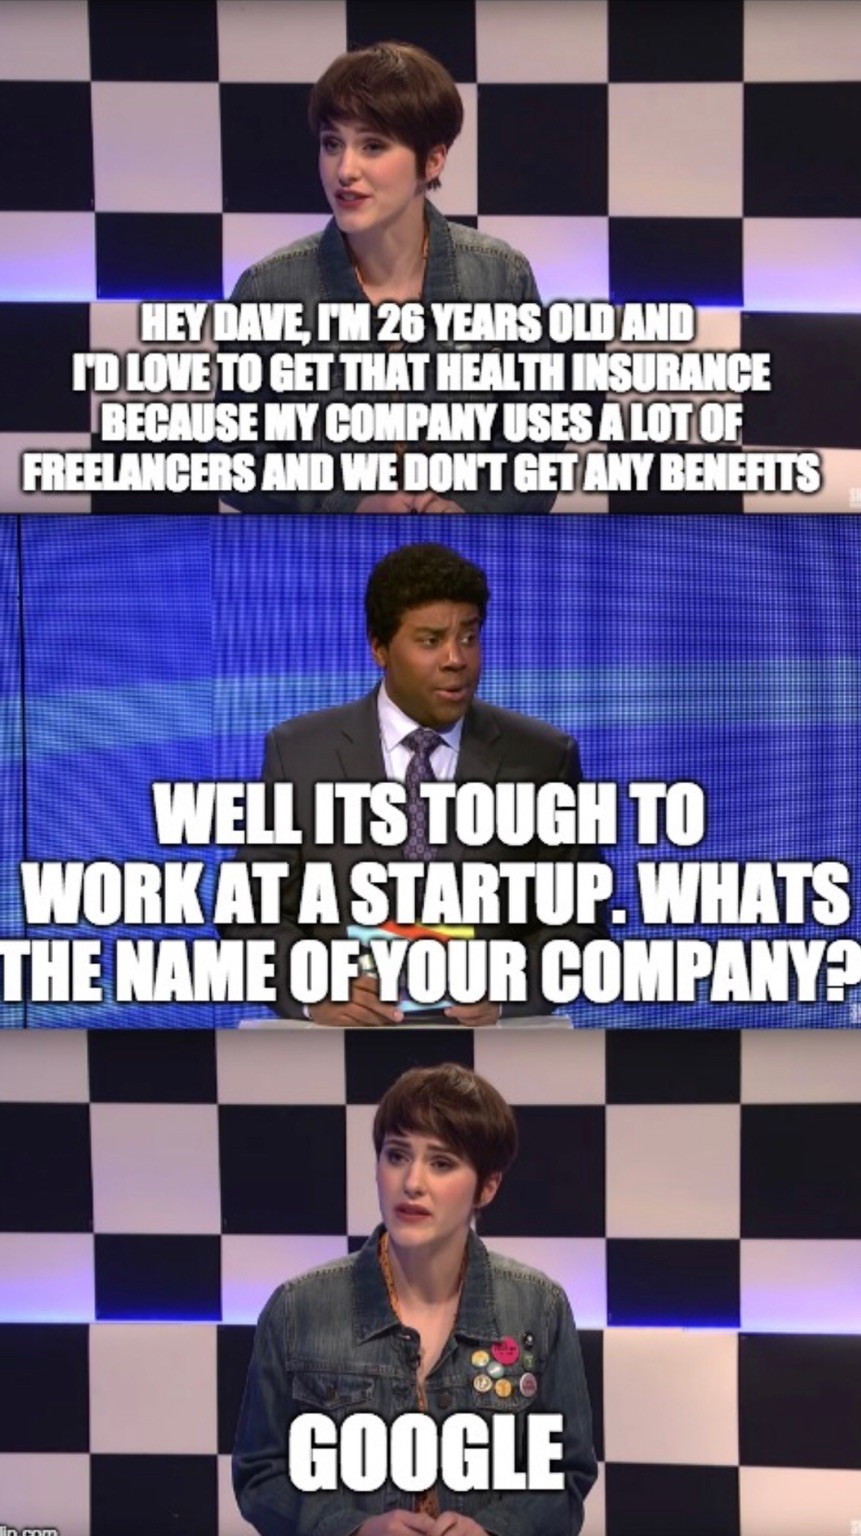 HEY DAVE, I'M 26 YEARS OLD AND
I'D LOVE TO GET THAT HEALTH INSURANCE
BECAUSE MY COMPANY USES A LOT OF
FREELANCERS AND WE DON'T GET ANY BENEFITS
WELL ITS TOUGH TO
WORK AT A STARTUP. WHATS
THE NAME OF YOUR COMPANY?
GOOGLE